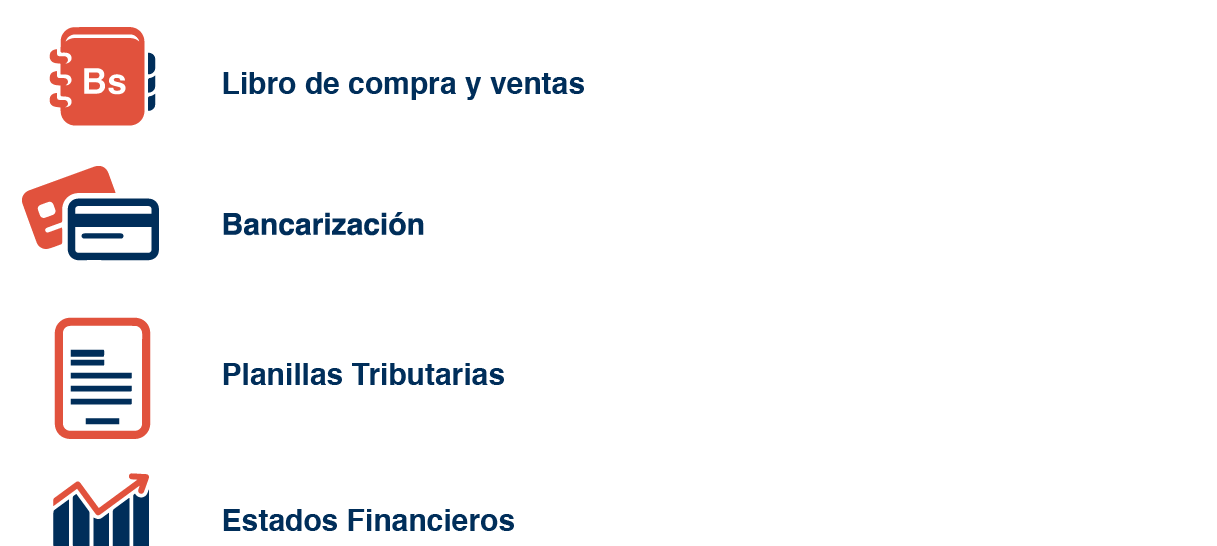 Bs
Libro de compra y ventas
Bancarización
Planillas Tributarias
Estados Financieros